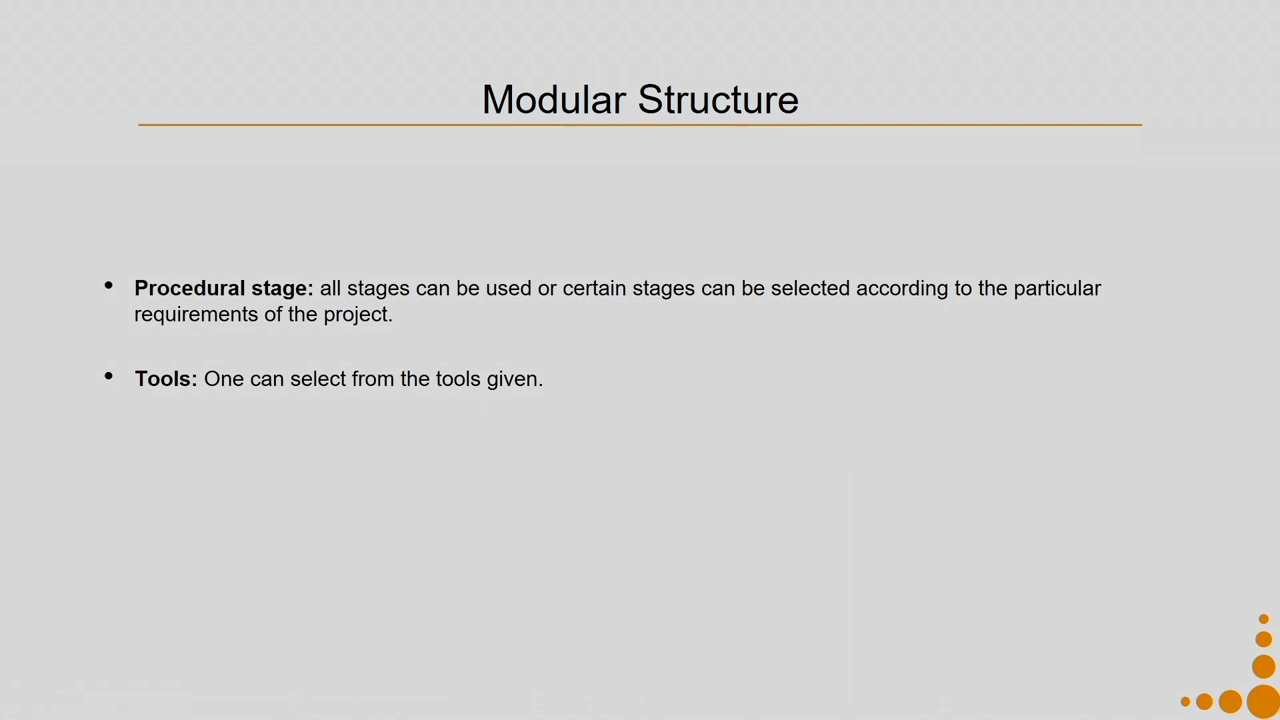 Modular Structure
• Procedural stage: all stages can be used or certain stages can be selected according to the particular
requirements of the project.
• Tools: One can select from the tools given.